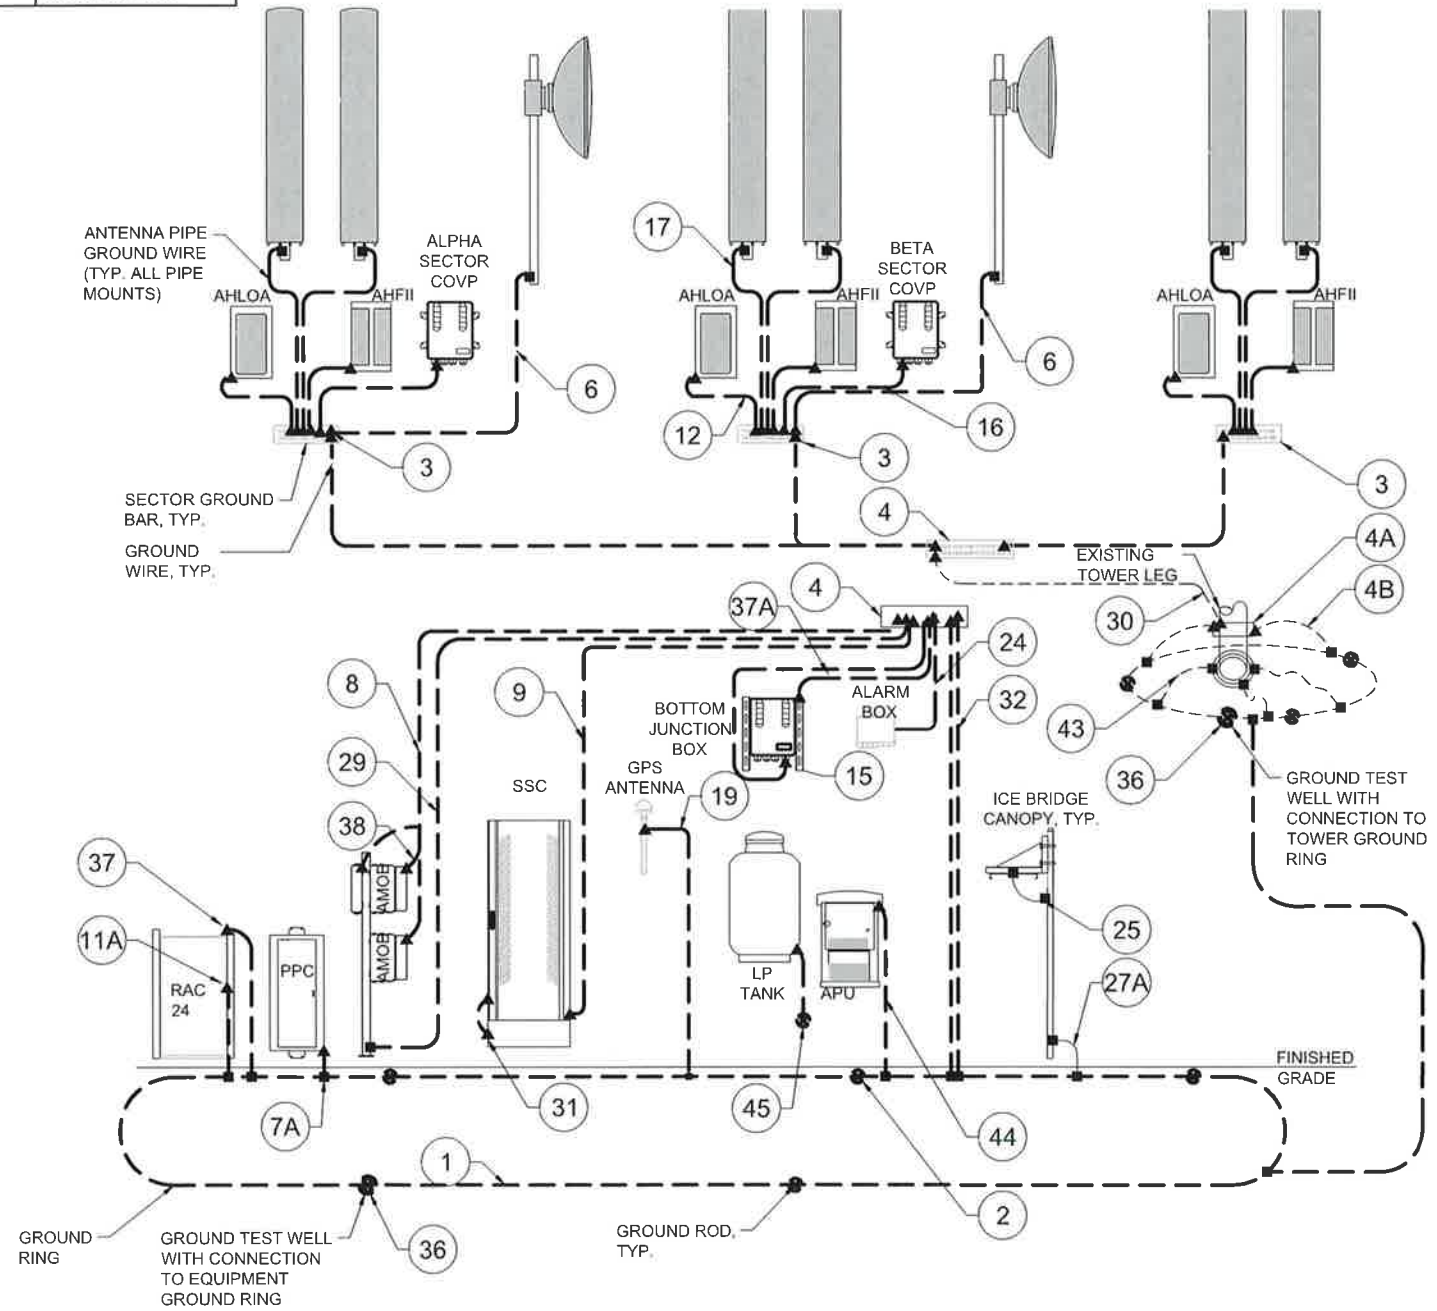 ANTENNA PIPE
GROUND WIRE
(TYP. ALL PIPE
MOUNTS)
ALPHA
SECTOR
COVP
17
BETA
SECTOR
COVP
AHLOA
AHFII
AHLOA
AHFII
AHLOA
AHFII
6
6
12
16
3
3
3
SECTOR GROUND
BAR, TYP.
GROUND
WIRE, TYP.
4
EXISTING
TOWER LEG
4A
4B
30
4
37A
24
8
9
BOTTOM
JUNCTION
BOX
ALARM
BOX
32
43
29
GPS
ANTENNA
19
15
36
GROUND TEST
WELL WITH
CONNECTION TO
TOWER GROUND
RING
SSC
ICE BRIDGE
CANOPY, TYP.
38
37
AMOB
AMOB
11A
RAC
24
PPC
LP
TANK
APU
25
27A
FINISHED
GRADE
7A
31
45
44
1
2
GROUND
RING
GROUND TEST WELL
WITH CONNECTION
TO EQUIPMENT
GROUND RING
36
GROUND ROD,
TYP.